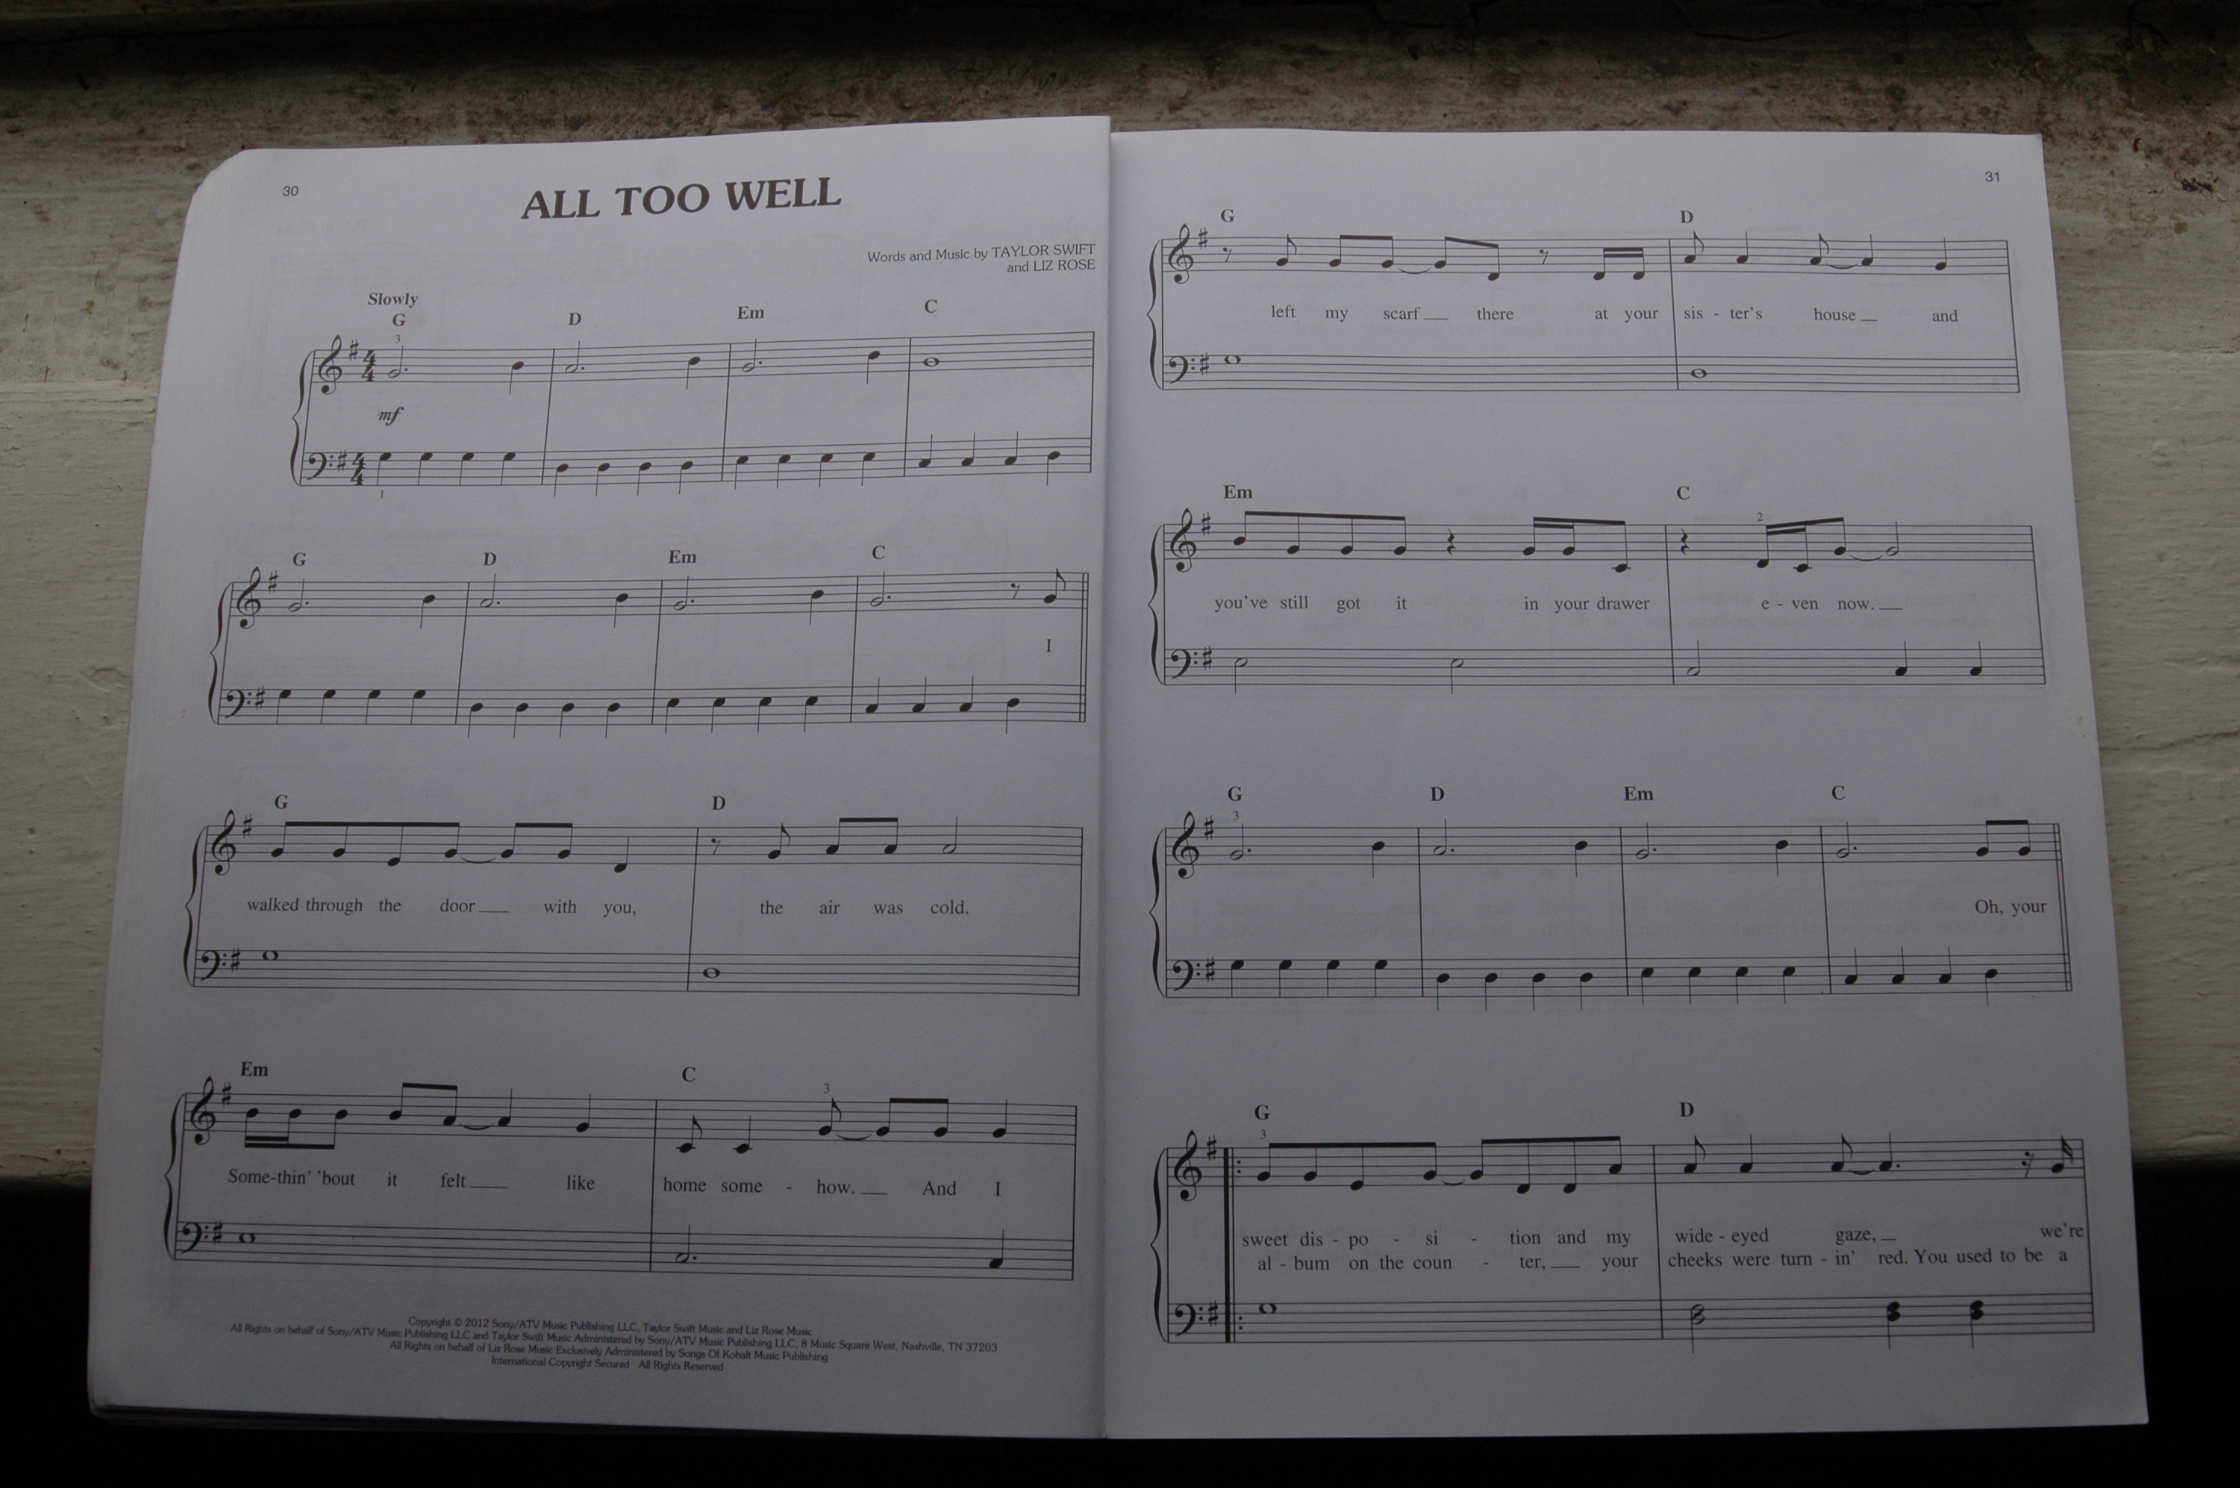 30
ALL TOO WELL
Words and Music by TAYLOR SWIFT
and LIZ ROSE
Slowly
G D Em C
3
mf
1
G D Em C
I
G D
walked through the door with you, the air was cold.
Em C
3
Some-thin' 'bout it felt like home some - how. And I
Copyright © 2012 Sony/ATV Music Publishing LLC, Taylor Swift Music and Liz Rose Music
All Rights on behalf of Sony/ATV Music Publishing LLC and Taylor Swift Music Administered by Sony/ATV Music Publishing LLC, 8 Music Square West, Nashville, TN 37203
All Rights on behalf of Liz Rose Music Exclusively Administered by Songs Of Kobalt Music Publishing
International Copyright Secured All Rights Reserved
31
G D
left my scarf there at your sis - ter's house and
Em C
2
you've still got it in your drawer e - ven now.
G D Em C
3
Oh, your
G D
3
sweet dis - po - si - tion and my wide - eyed gaze, we're
al - bum on the coun - ter, your cheeks were turn - in' red. You used to be a